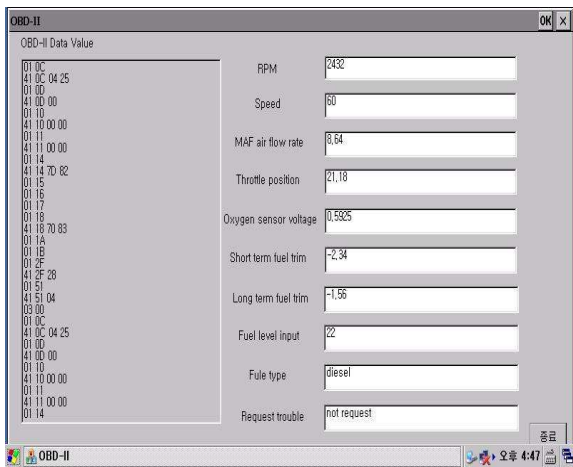 OBD-II
OK ×
OBD-II Data Value
01 0C
41 0C 04 25
01 0D
41 0D 00
01 10
41 10 00 00
01 11
41 11 00 00
01 14
41 14 7D 82
01 15
01 16
01 17
01 18
41 18 70 83
01 1A
01 1B
01 2F
41 2F 28
01 51
41 51 04
03 00
01 0C
41 0C 04 25
01 0D
41 0D 00
01 10
41 10 00 00
01 11
41 11 00 00
01 14
RPM 2432
Speed 60
MAF air flow rate 8,64
Throttle position 21,18
Oxygen sensor voltage 0,5925
Short term fuel trim -2,34
Long term fuel trim -1,56
Fuel level input 22
Fule type diesel
Request trouble not request
종료
OBD-II 오후 4:47